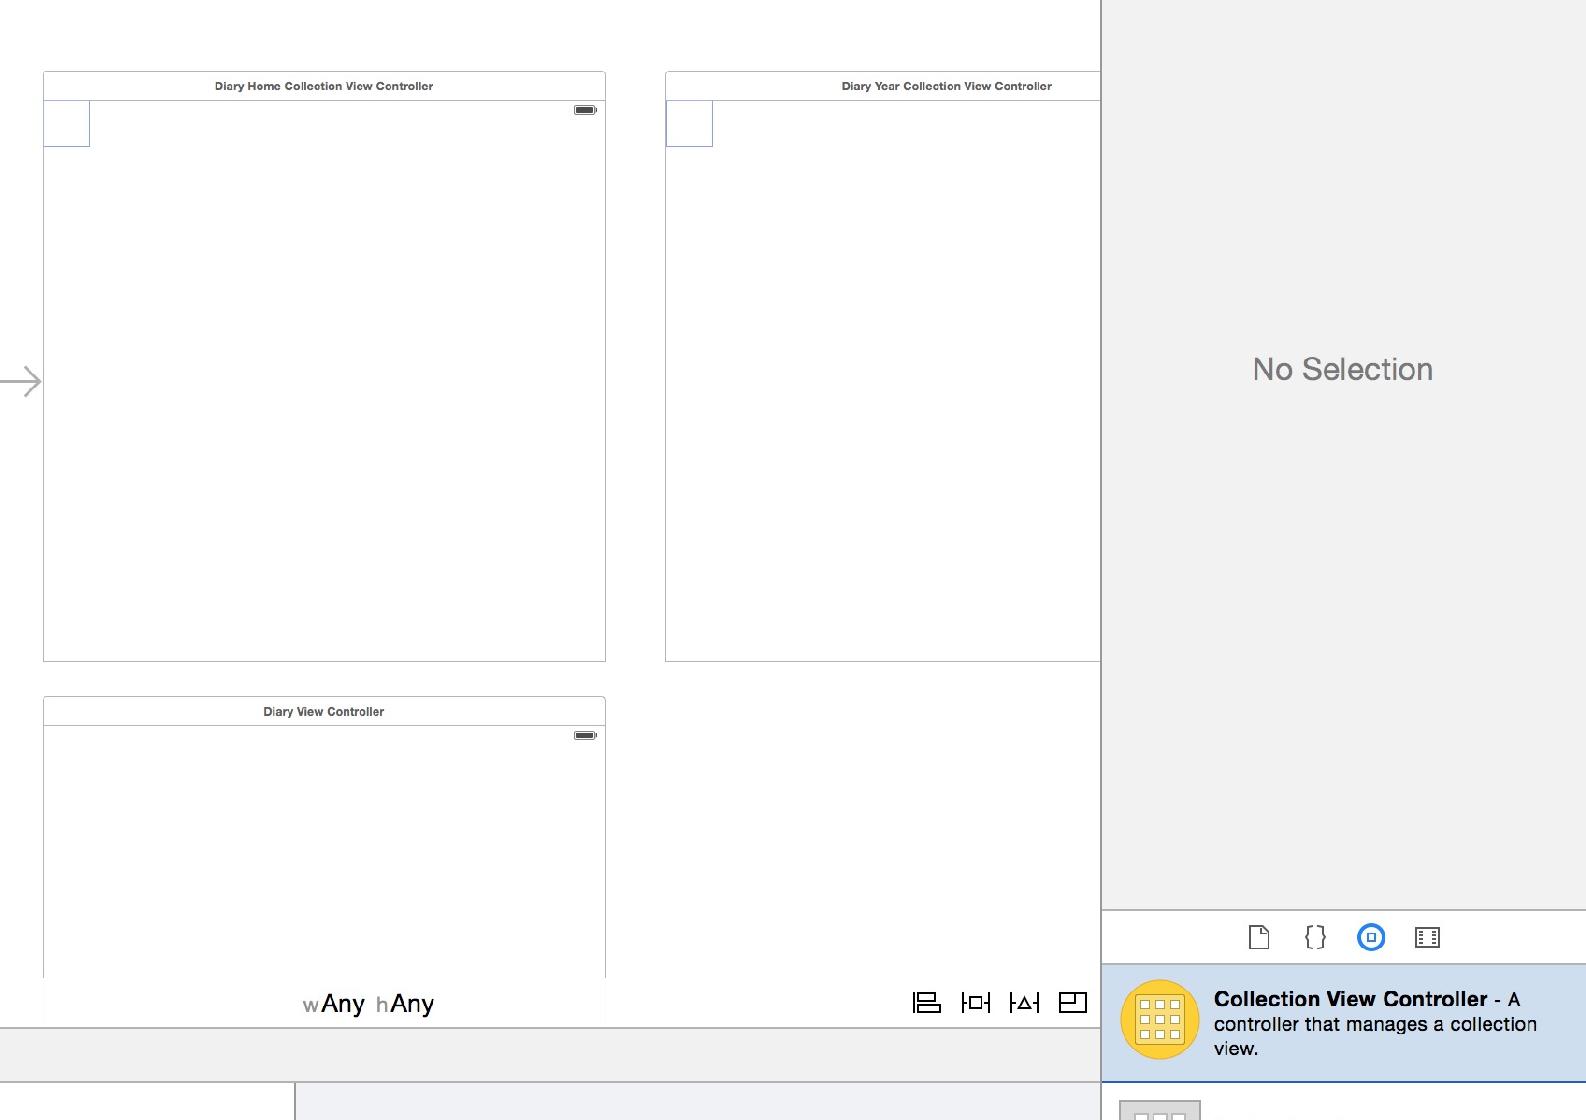 Diary Home Collection View Controller
Diary Year Collection View Controller
No Selection
Diary View Controller
wAny hAny
Collection View Controller - A
controller that manages a collection
view.